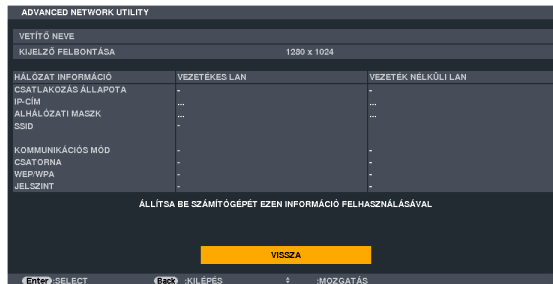 ADVANCED NETWORK UTILITY
VETÍTŐ NEVE
KIJELZŐ FELBONTÁSA 1280 x 1024
HÁLÓZAT INFORMÁCIÓ VEZETÉKES LAN VEZETÉK NÉLKÜLI LAN
CSATLAKOZÁS ÁLLAPOTA - -
IP-CÍM ... ...
ALHÁLÓZATI MASZK ... ...
SSID - -
KOMMUNIKÁCIÓS MÓD - -
CSATORNA - -
WEP/WPA - -
JELSZINT - -
ÁLLÍTSA BE SZÁMÍTÓGÉPÉT EZEN INFORMÁCIÓ FELHASZNÁLÁSÁVAL
VISSZA
Enter :SELECT Back :KILÉPÉS :MOZGATÁS